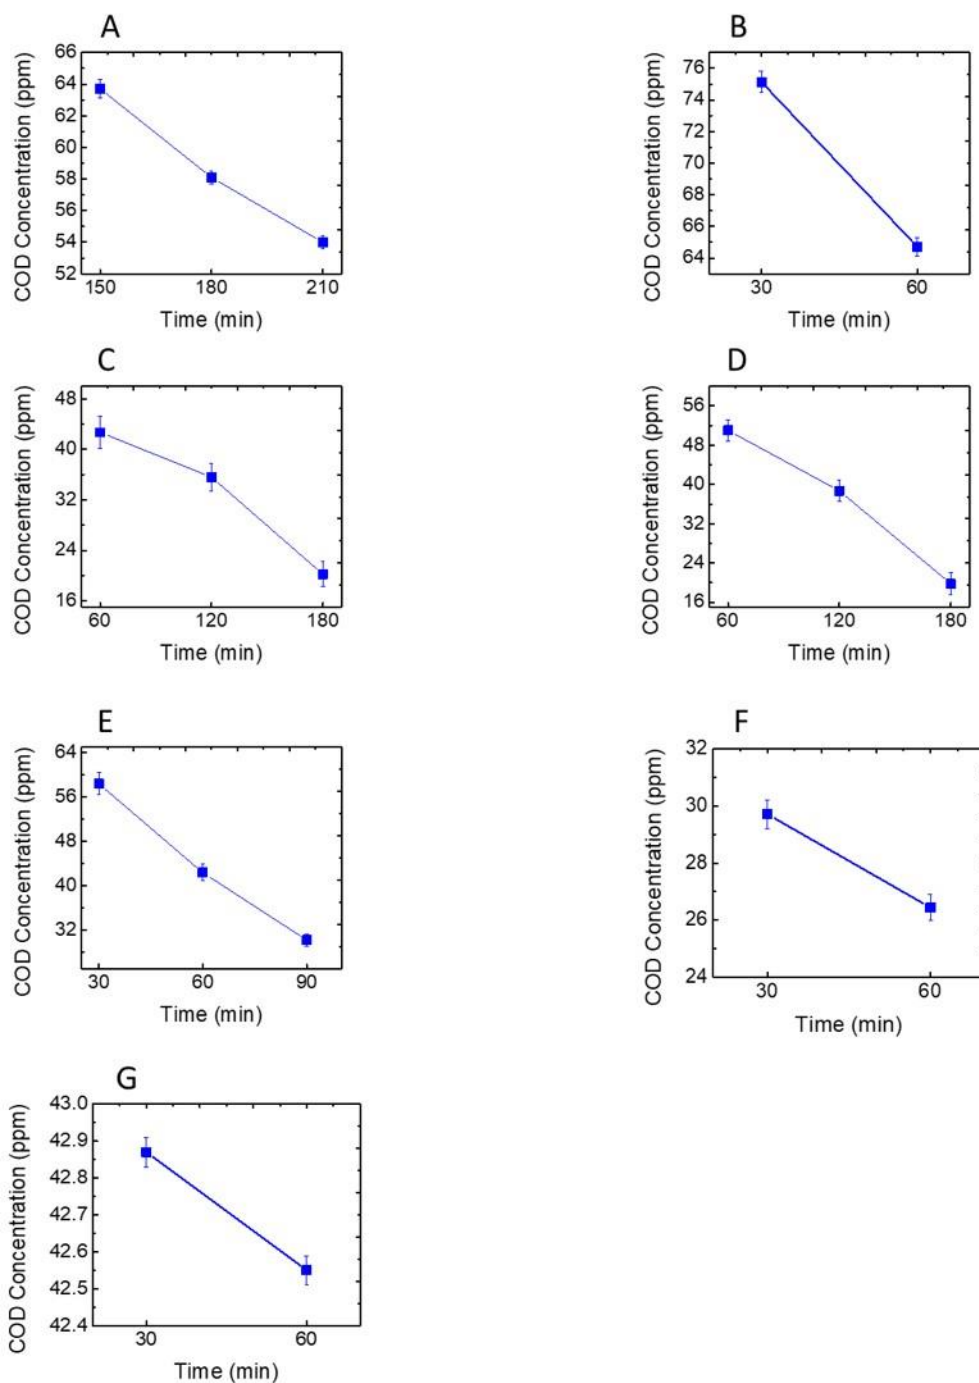 A
COD Concentration (ppm)
66
64
62
60
58
56
54
52
150 180 210
Time (min)
B
COD Concentration (ppm)
76
74
72
70
68
66
64
30 60
Time (min)
C
COD Concentration (ppm)
48
40
32
24
16
60 120 180
Time (min)
D
COD Concentration (ppm)
56
48
40
32
24
16
60 120 180
Time (min)
E
COD Concentration (ppm)
64
56
48
40
32
30 60 90
Time (min)
F
COD Concentration (ppm)
32
30
28
26
24
30 60
Time (min)
G
COD Concentration (ppm)
43.0
42.9
42.8
42.7
42.6
42.5
42.4
30 60
Time (min)